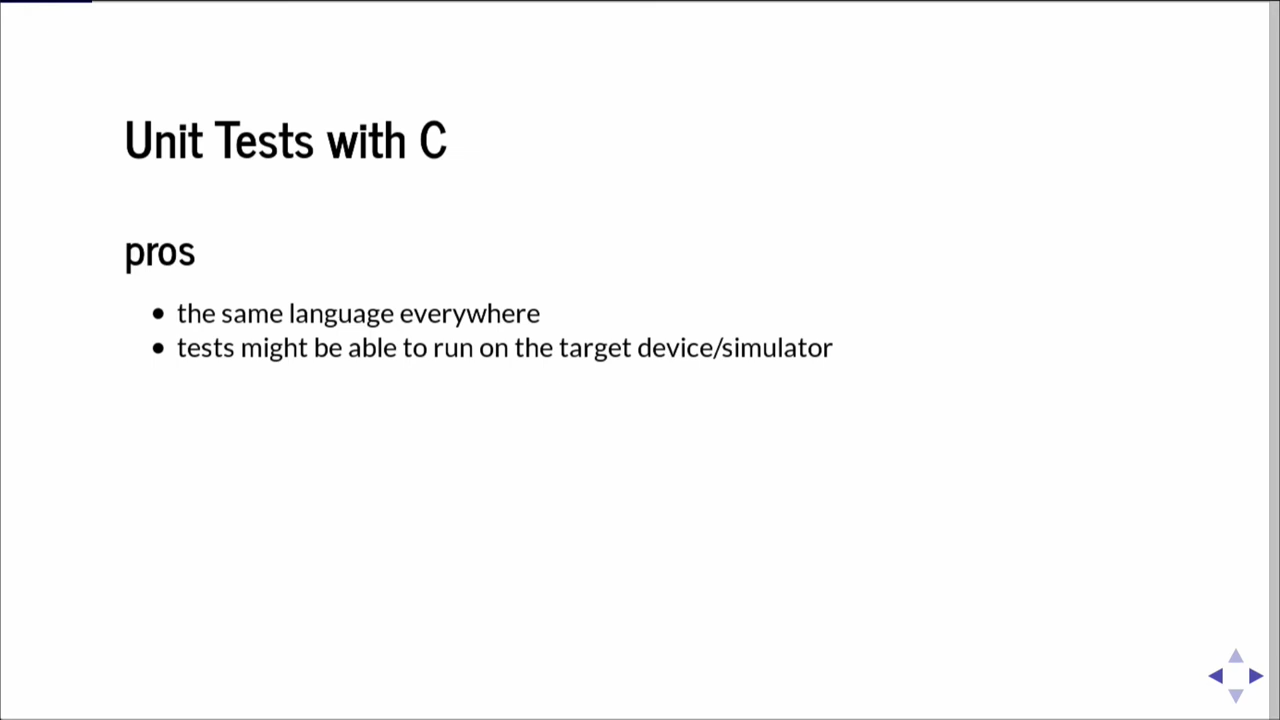 Unit Tests with C
pros
• the same language everywhere
• tests might be able to run on the target device/simulator